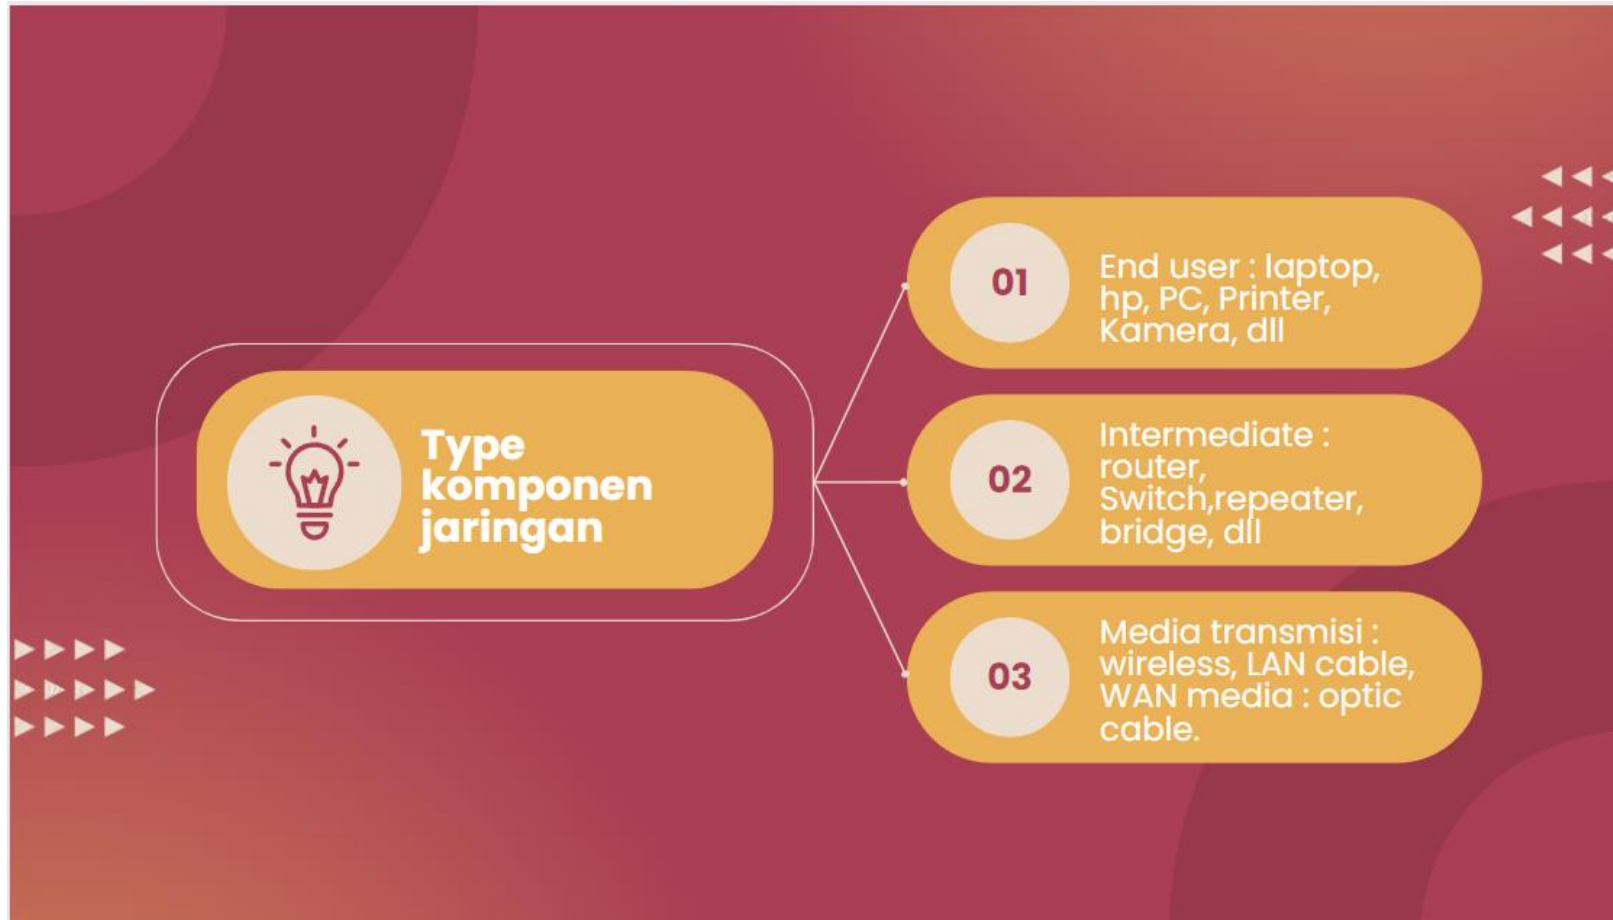 Type
komponen
jaringan
01
End user : laptop,
hp, PC, Printer,
Kamera, dll
02
Intermediate :
router,
Switch,repeater,
bridge, dll
03
Media transmisi :
wireless, LAN cable,
WAN media : optic
cable.